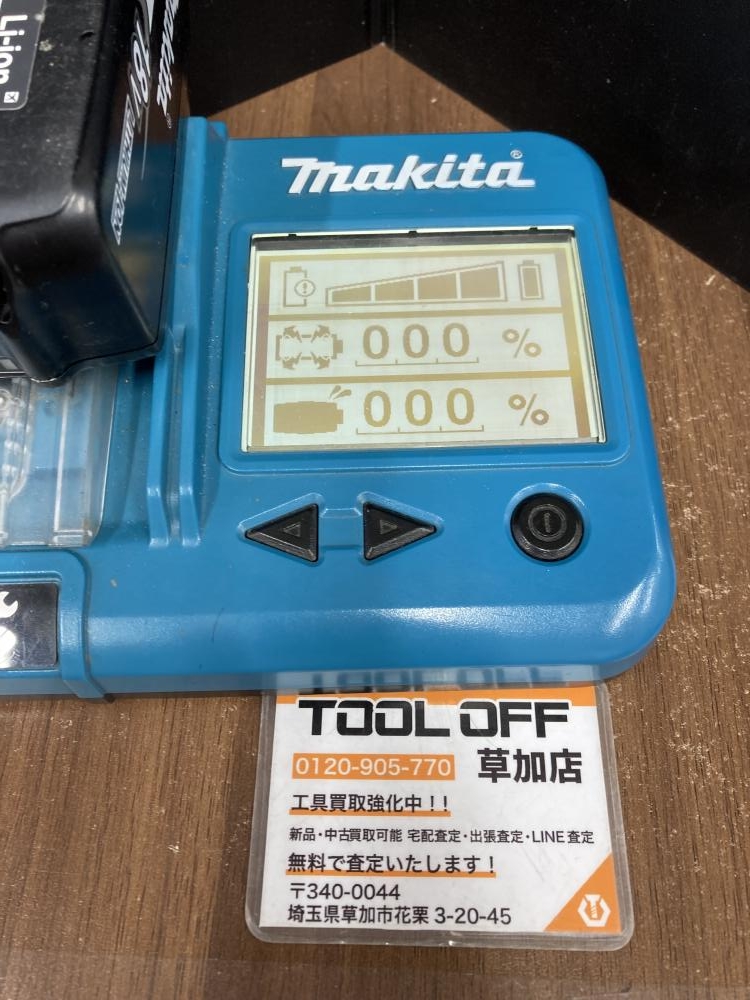 Li-ion
makita
18V
makita®
000 %
000 %
TOOL OFF
0120-905-770 草加店
工具買取強化中!!
新品・中古買取可能 宅配査定・出張査定・LINE査定
無料で査定いたします!
〒340-0044
埼玉県草加市花栗 3-20-45